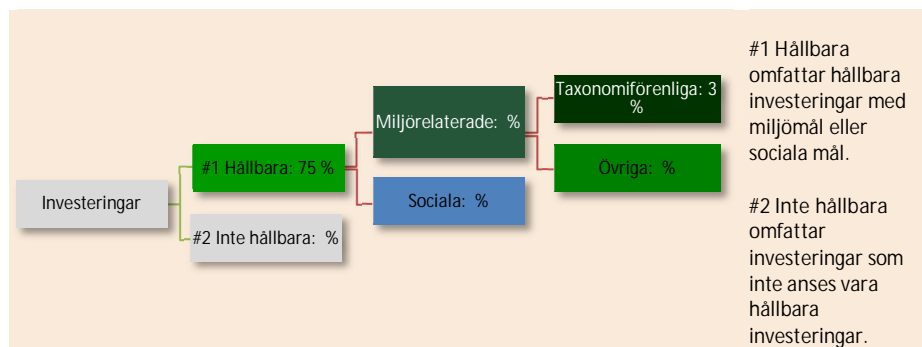 Investeringar
#1 Hållbara: 75 %
#2 Inte hållbara:  %
Miljörelaterade:  %
Sociala:  %
Taxonomiförenliga: 3
%
Övriga:  %
#1 Hållbara
omfattar hållbara
investeringar med
miljömål eller
sociala mål.
#2 Inte hållbara
omfattar
investeringar som
inte anses vara
hållbara
investeringar.